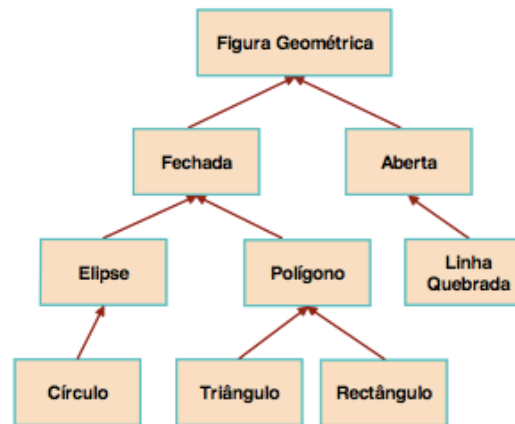 Figura Geométrica
Fechada
Aberta
Elipse
Polígono
Linha
Quebrada
Círculo
Triângulo
Rectângulo